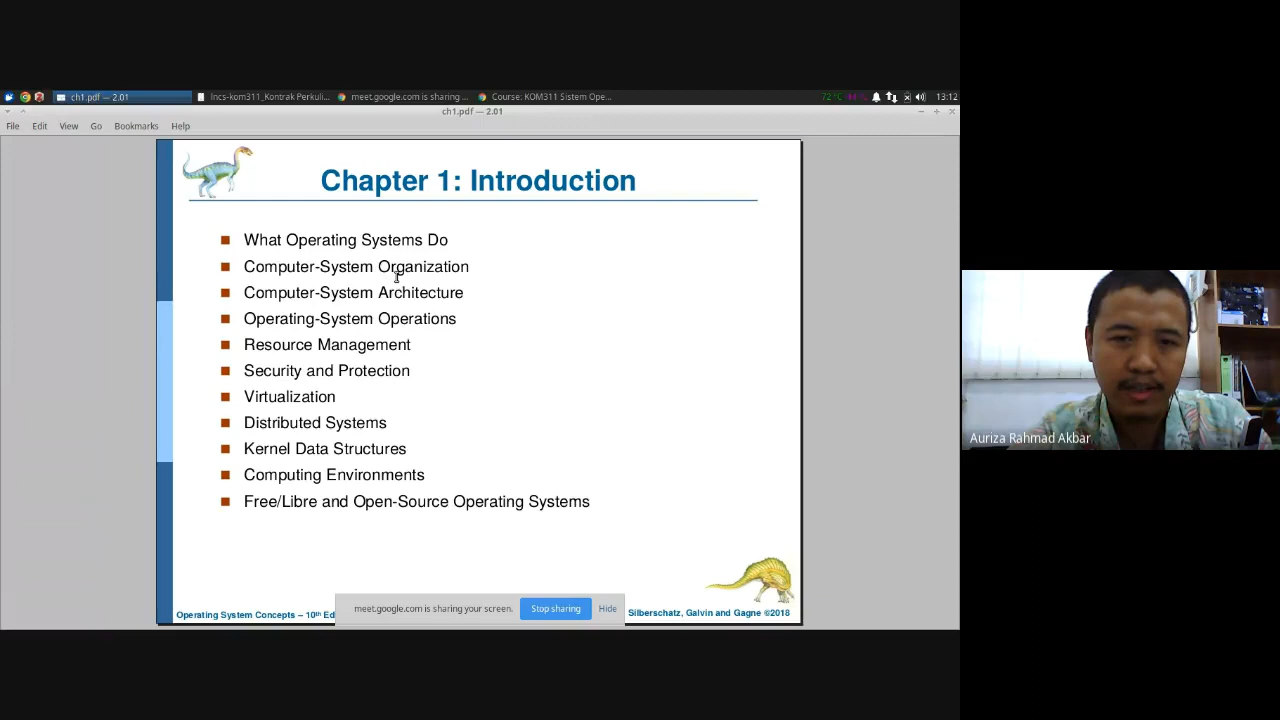 ch1.pdf — 2.01
lncs-kom311_Kontrak Perkuli...
meet.google.com is sharing ...
Course: KOM311 Sistem Ope...
72°C
13:12
ch1.pdf — 2.01
File Edit View Go Bookmarks Help
Chapter 1: Introduction
What Operating Systems Do
Computer-System Organization
Computer-System Architecture
Operating-System Operations
Resource Management
Security and Protection
Virtualization
Distributed Systems
Kernel Data Structures
Computing Environments
Free/Libre and Open-Source Operating Systems
Operating System Concepts – 10th Ed
meet.google.com is sharing your screen.
Stop sharing
Hide
Silberschatz, Galvin and Gagne ©2018
Auriza Rahmad Akbar